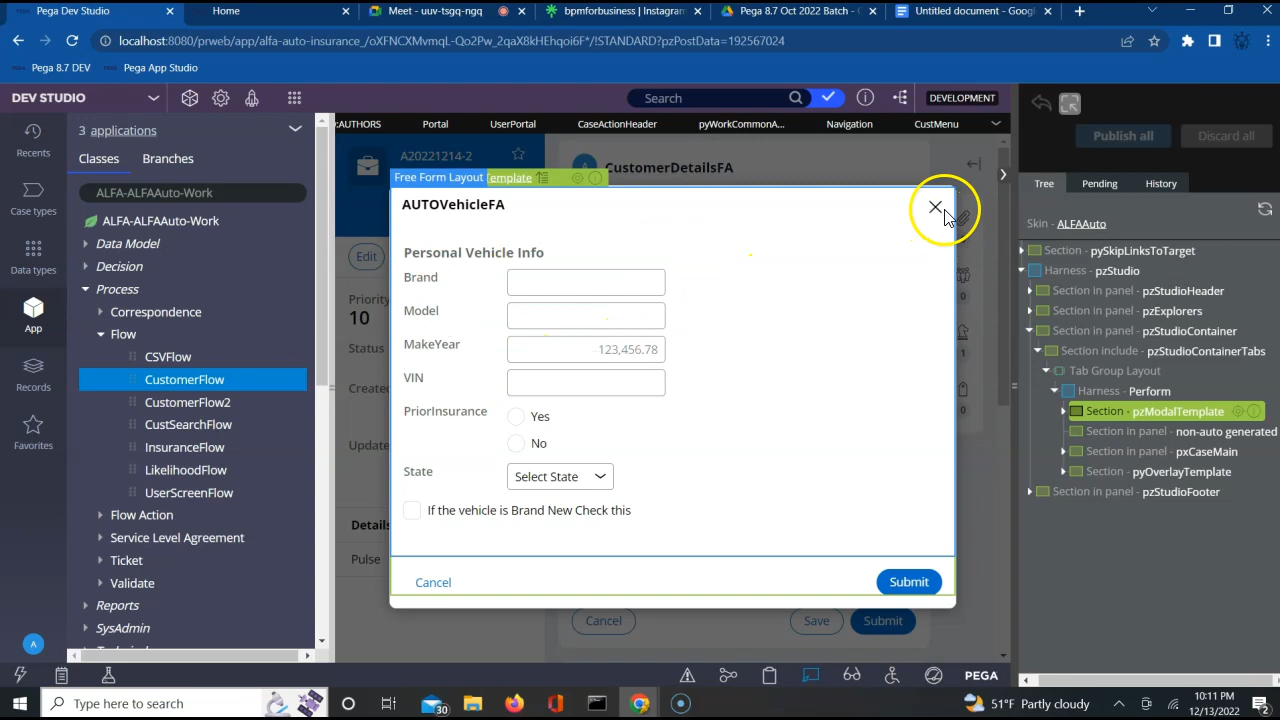 Pega Dev Studio
Home
Meet - uuv-tsgq-ngq
bpmforbusiness | Instagram
Pega 8.7 Oct 2022 Batch -
Untitled document - Googl
localhost:8080/prweb/app/alfa-auto-insurance_/oXFNCXMvmqL-Qo2Pw_2qaX8kHEhqoi6F*/!STANDARD?pzPostData=192567024
Pega 8.7 DEV
Pega App Studio
DEV STUDIO
Search
DEVELOPMENT
Publish all
Discard all
Recents
Case types
Data types
App
Records
Favorites
A
3 applications
Classes
Branches
ALFA-ALFAAuto-Work
ALFA-ALFAAuto-Work
Data Model
Decision
Process
Correspondence
Flow
CSVFlow
CustomerFlow
CustomerFlow2
CustSearchFlow
InsuranceFlow
LikelihoodFlow
UserScreenFlow
Flow Action
Service Level Agreement
Ticket
Validate
Reports
SysAdmin
:AUTHORS
Portal
UserPortal
CaseActionHeader
pyWorkCommonA...
Navigation
CustMenu
A20221214-2
A
CustomerDetailsFA
Edit
Priority
10
Status
Created
Update
Details
Pulse
0
1
0
Free Form Layout
Template
AUTOVehicleFA
Personal Vehicle Info
Brand
Model
MakeYear
123,456.78
VIN
PriorInsurance
Yes
No
State
Select State
If the vehicle is Brand New Check this
Cancel
Submit
Cancel
Save
Submit
Tree
Pending
History
Skin - ALFAAuto
Section - pySkipLinksToTarget
Harness - pzStudio
Section in panel - pzStudioHeader
Section in panel - pzExplorers
Section in panel - pzStudioContainer
Section include - pzStudioContainerTabs
Tab Group Layout
Harness - Perform
Section - pzModalTemplate
Section in panel - non-auto generated
Section in panel - pxCaseMain
Section - pyOverlayTemplate
Section in panel - pzStudioFooter
PEGA
Type here to search
30
51°F Partly cloudy
10:11 PM
12/13/2022
2